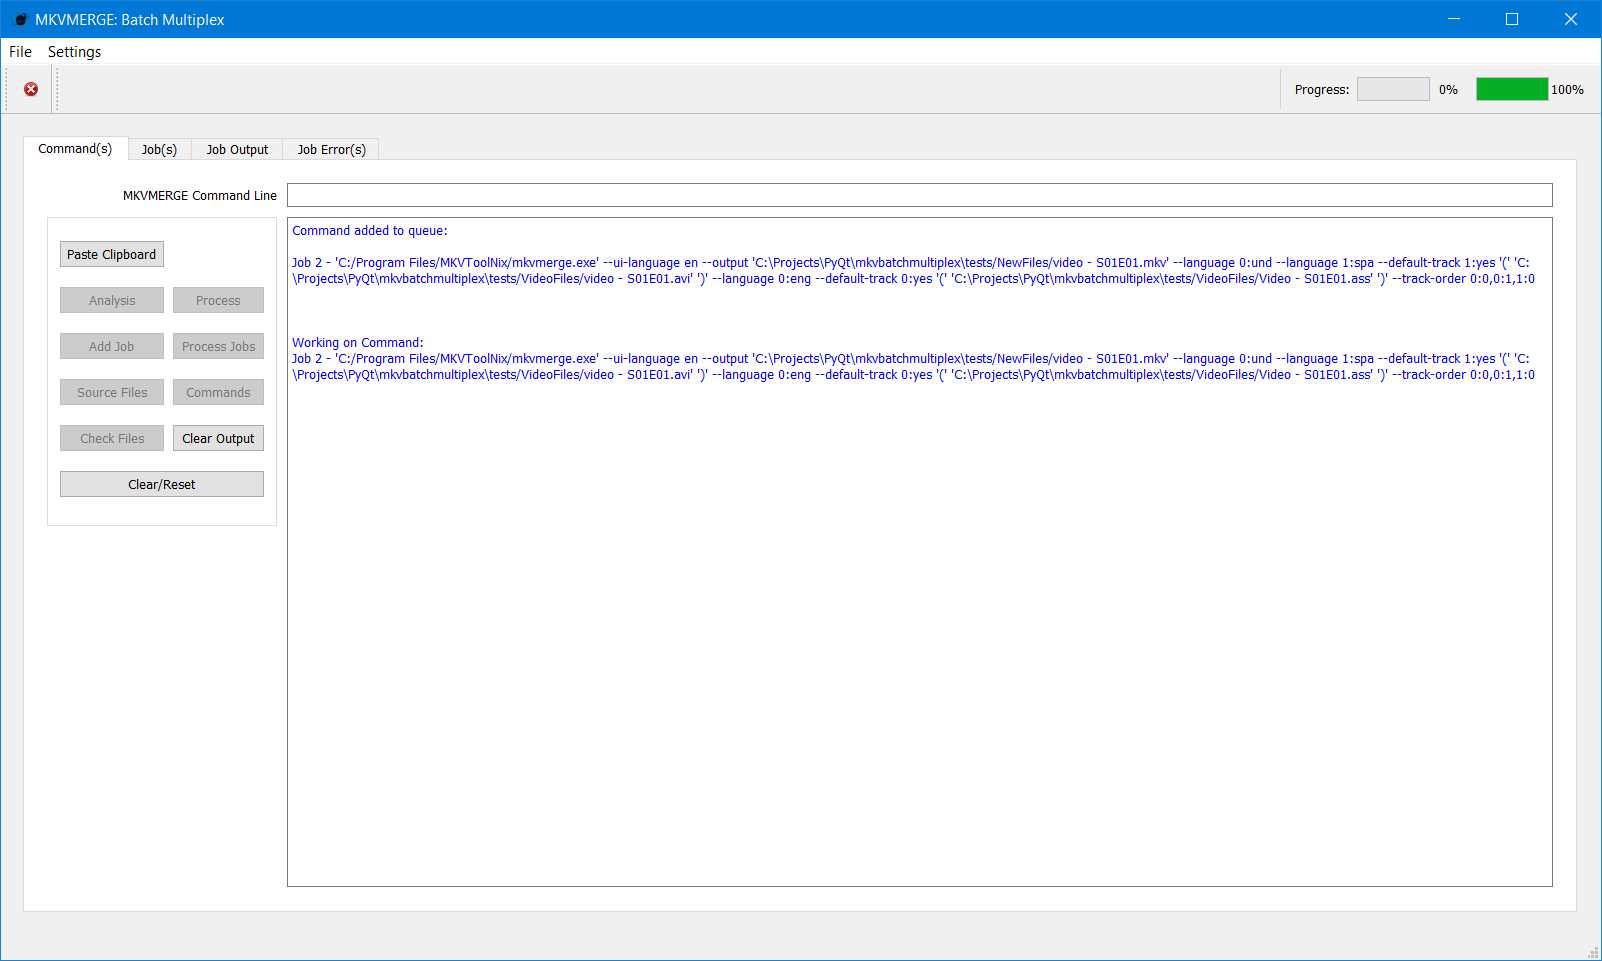 MKVMERGE: Batch Multiplex
File Settings
Progress: 0% 100%
Command(s) Job(s) Job Output Job Error(s)
MKVMERGE Command Line
Paste Clipboard
Analysis Process
Add Job Process Jobs
Source Files Commands
Check Files Clear Output
Clear/Reset
Command added to queue:
Job 2 - 'C:/Program Files/MKVToolNix/mkvmerge.exe' --ui-language en --output 'C:\Projects\PyQt\mkvbatchmultiplex\tests/NewFiles/video - S01E01.mkv' --language 0:und --language 1:spa --default-track 1:yes '(' 'C:
\Projects\PyQt\mkvbatchmultiplex\tests/VideoFiles/video - S01E01.avi' ')' --language 0:eng --default-track 0:yes '(' 'C:\Projects\PyQt\mkvbatchmultiplex\tests/VideoFiles/Video - S01E01.ass' ')' --track-order 0:0,0:1,1:0
Working on Command:
Job 2 - 'C:/Program Files/MKVToolNix/mkvmerge.exe' --ui-language en --output 'C:\Projects\PyQt\mkvbatchmultiplex\tests/NewFiles/video - S01E01.mkv' --language 0:und --language 1:spa --default-track 1:yes '(' 'C:
\Projects\PyQt\mkvbatchmultiplex\tests/VideoFiles/video - S01E01.avi' ')' --language 0:eng --default-track 0:yes '(' 'C:\Projects\PyQt\mkvbatchmultiplex\tests/VideoFiles/Video - S01E01.ass' ')' --track-order 0:0,0:1,1:0